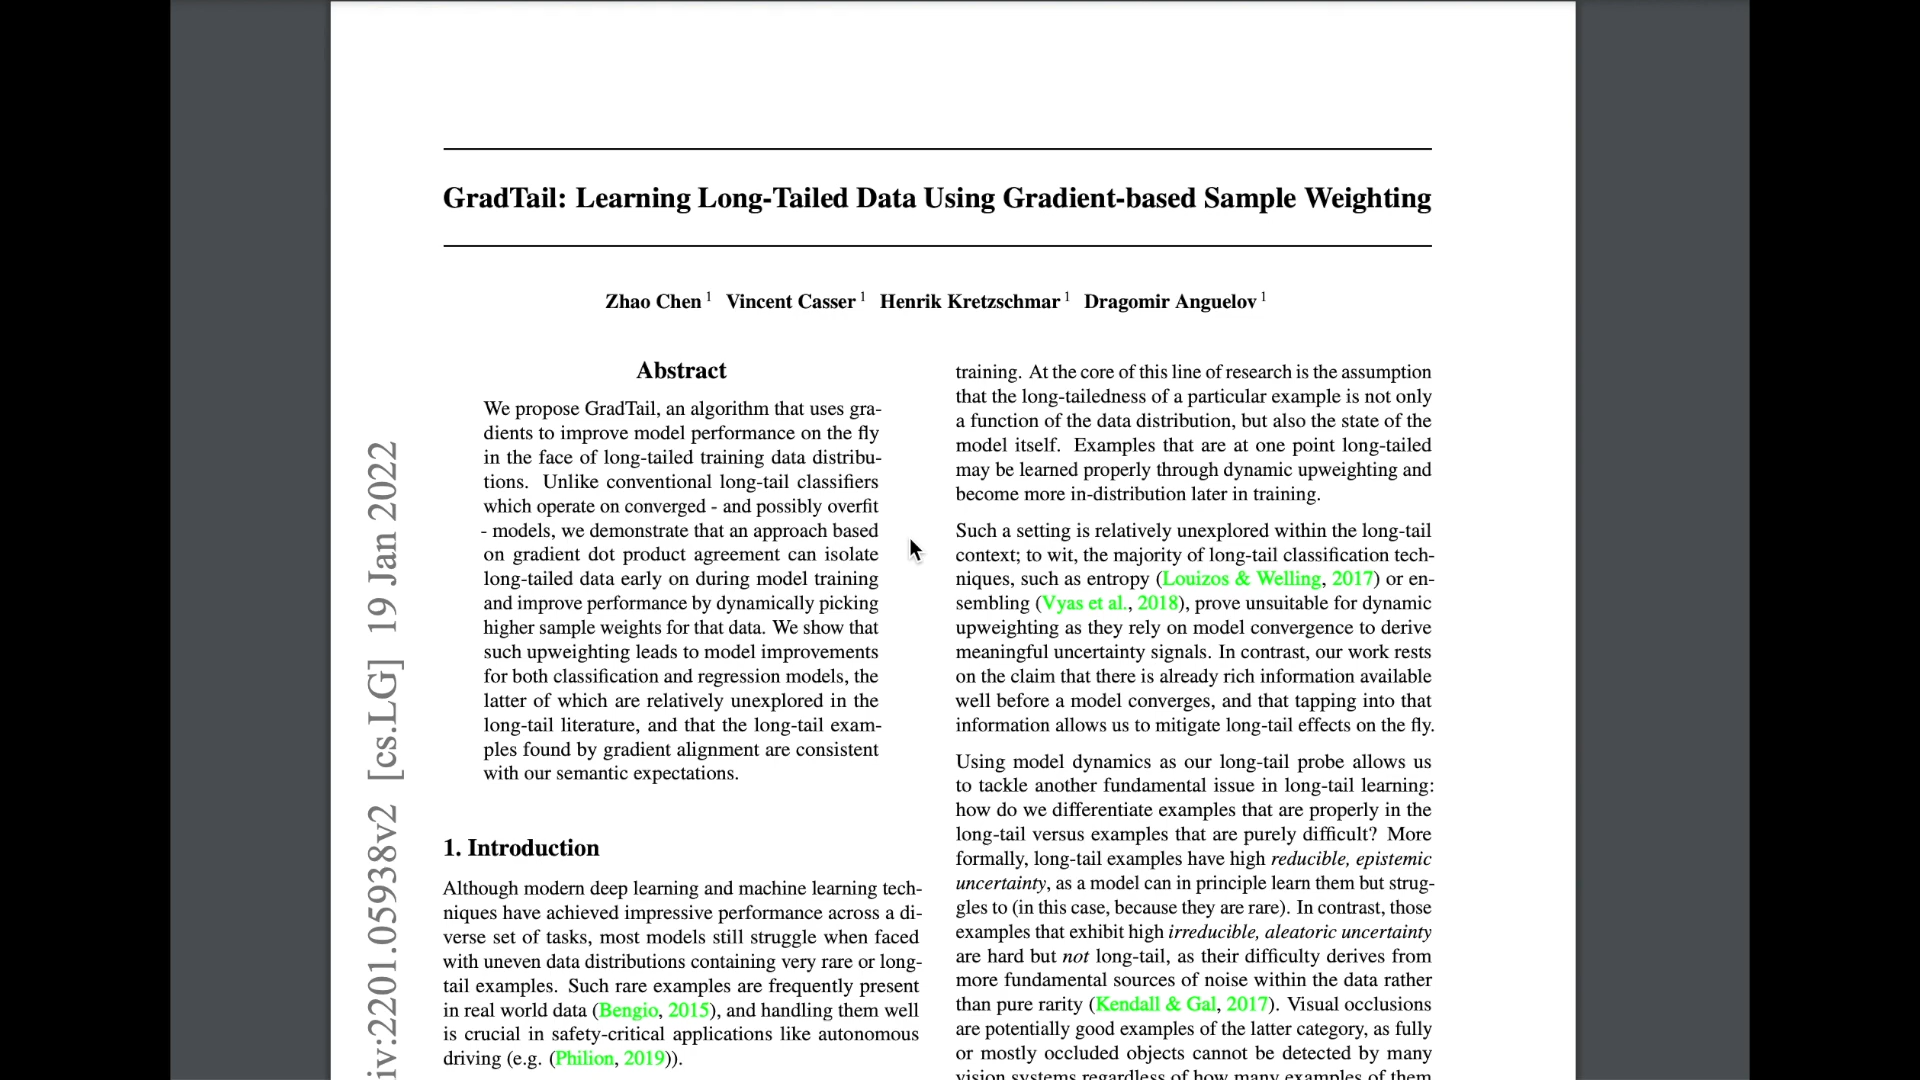 GradTail: Learning Long-Tailed Data Using Gradient-based Sample Weighting
Zhao Chen 1 Vincent Casser 1 Henrik Kretzschmar 1 Dragomir Anguelov 1
Abstract
We propose GradTail, an algorithm that uses gra-
dients to improve model performance on the fly
in the face of long-tailed training data distribu-
tions. Unlike conventional long-tail classifiers
which operate on converged - and possibly overfit
- models, we demonstrate that an approach based
on gradient dot product agreement can isolate
long-tailed data early on during model training
and improve performance by dynamically picking
higher sample weights for that data. We show that
such upweighting leads to model improvements
for both classification and regression models, the
latter of which are relatively unexplored in the
long-tail literature, and that the long-tail exam-
ples found by gradient alignment are consistent
with our semantic expectations.
1. Introduction
Although modern deep learning and machine learning tech-
niques have achieved impressive performance across a di-
verse set of tasks, most models still struggle when faced
with uneven data distributions containing very rare or long-
tail examples. Such rare examples are frequently present
in real world data (Bengio, 2015), and handling them well
is crucial in safety-critical applications like autonomous
driving (e.g. (Philion, 2019)).
training. At the core of this line of research is the assumption
that the long-tailedness of a particular example is not only
a function of the data distribution, but also the state of the
model itself. Examples that are at one point long-tailed
may be learned properly through dynamic upweighting and
become more in-distribution later in training.
Such a setting is relatively unexplored within the long-tail
context; to wit, the majority of long-tail classification tech-
niques, such as entropy (Louizos & Welling, 2017) or en-
sembling (Vyas et al., 2018), prove unsuitable for dynamic
upweighting as they rely on model convergence to derive
meaningful uncertainty signals. In contrast, our work rests
on the claim that there is already rich information available
well before a model converges, and that tapping into that
information allows us to mitigate long-tail effects on the fly.
Using model dynamics as our long-tail probe allows us
to tackle another fundamental issue in long-tail learning:
how do we differentiate examples that are properly in the
long-tail versus examples that are purely difficult? More
formally, long-tail examples have high reducible, epistemic
uncertainty, as a model can in principle learn them but strug-
gles to (in this case, because they are rare). In contrast, those
examples that exhibit high irreducible, aleatoric uncertainty
are hard but not long-tail, as their difficulty derives from
more fundamental sources of noise within the data rather
than pure rarity (Kendall & Gal, 2017). Visual occlusions
are potentially good examples of the latter category, as fully
or mostly occluded objects cannot be detected by many
vision systems regardless of how many examples of them
iv:2201.05938v2 [cs.LG] 19 Jan 2022